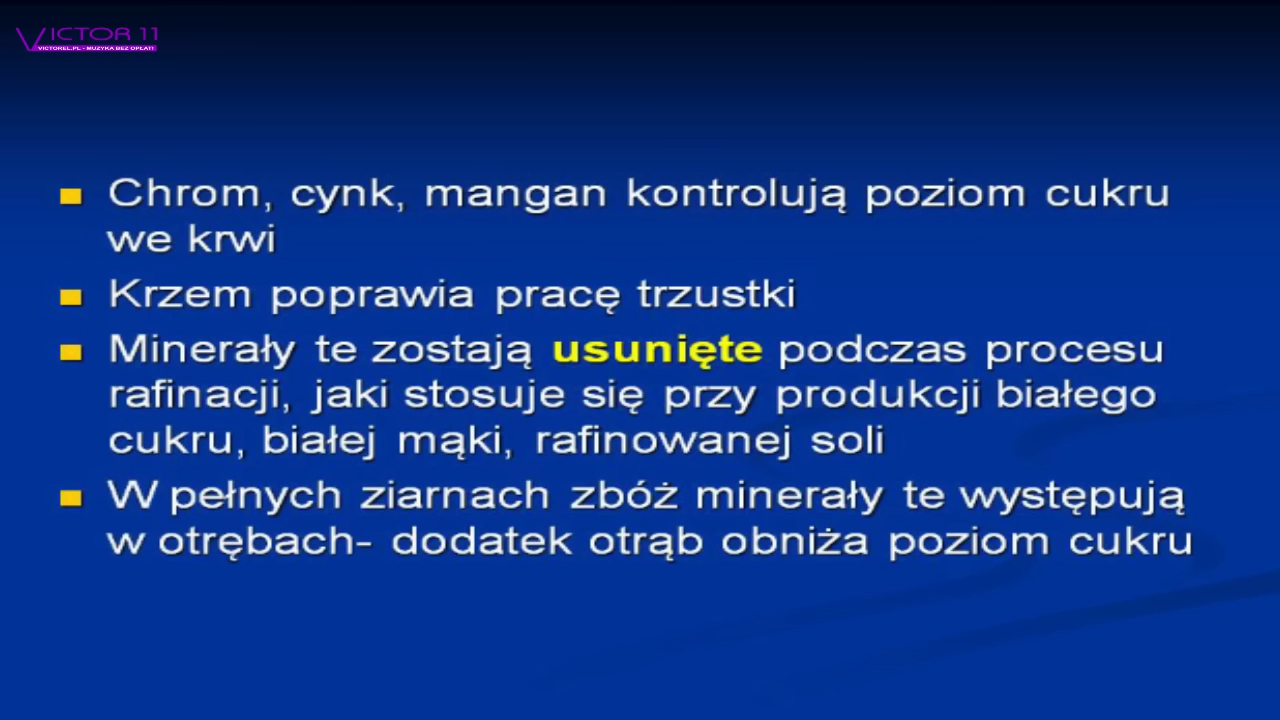 VICTOR 11
VICTOREL.PL - MUZYKA BEZ OPŁAT!
Chrom, cynk, mangan kontrolują poziom cukru
we krwi
Krzem poprawia pracę trzustki
Minerały te zostają usunięte podczas procesu
rafinacji, jaki stosuje się przy produkcji białego
cukru, białej mąki, rafinowanej soli
W pełnych ziarnach zbóż minerały te występują
w otrębach- dodatek otrąb obniża poziom cukru